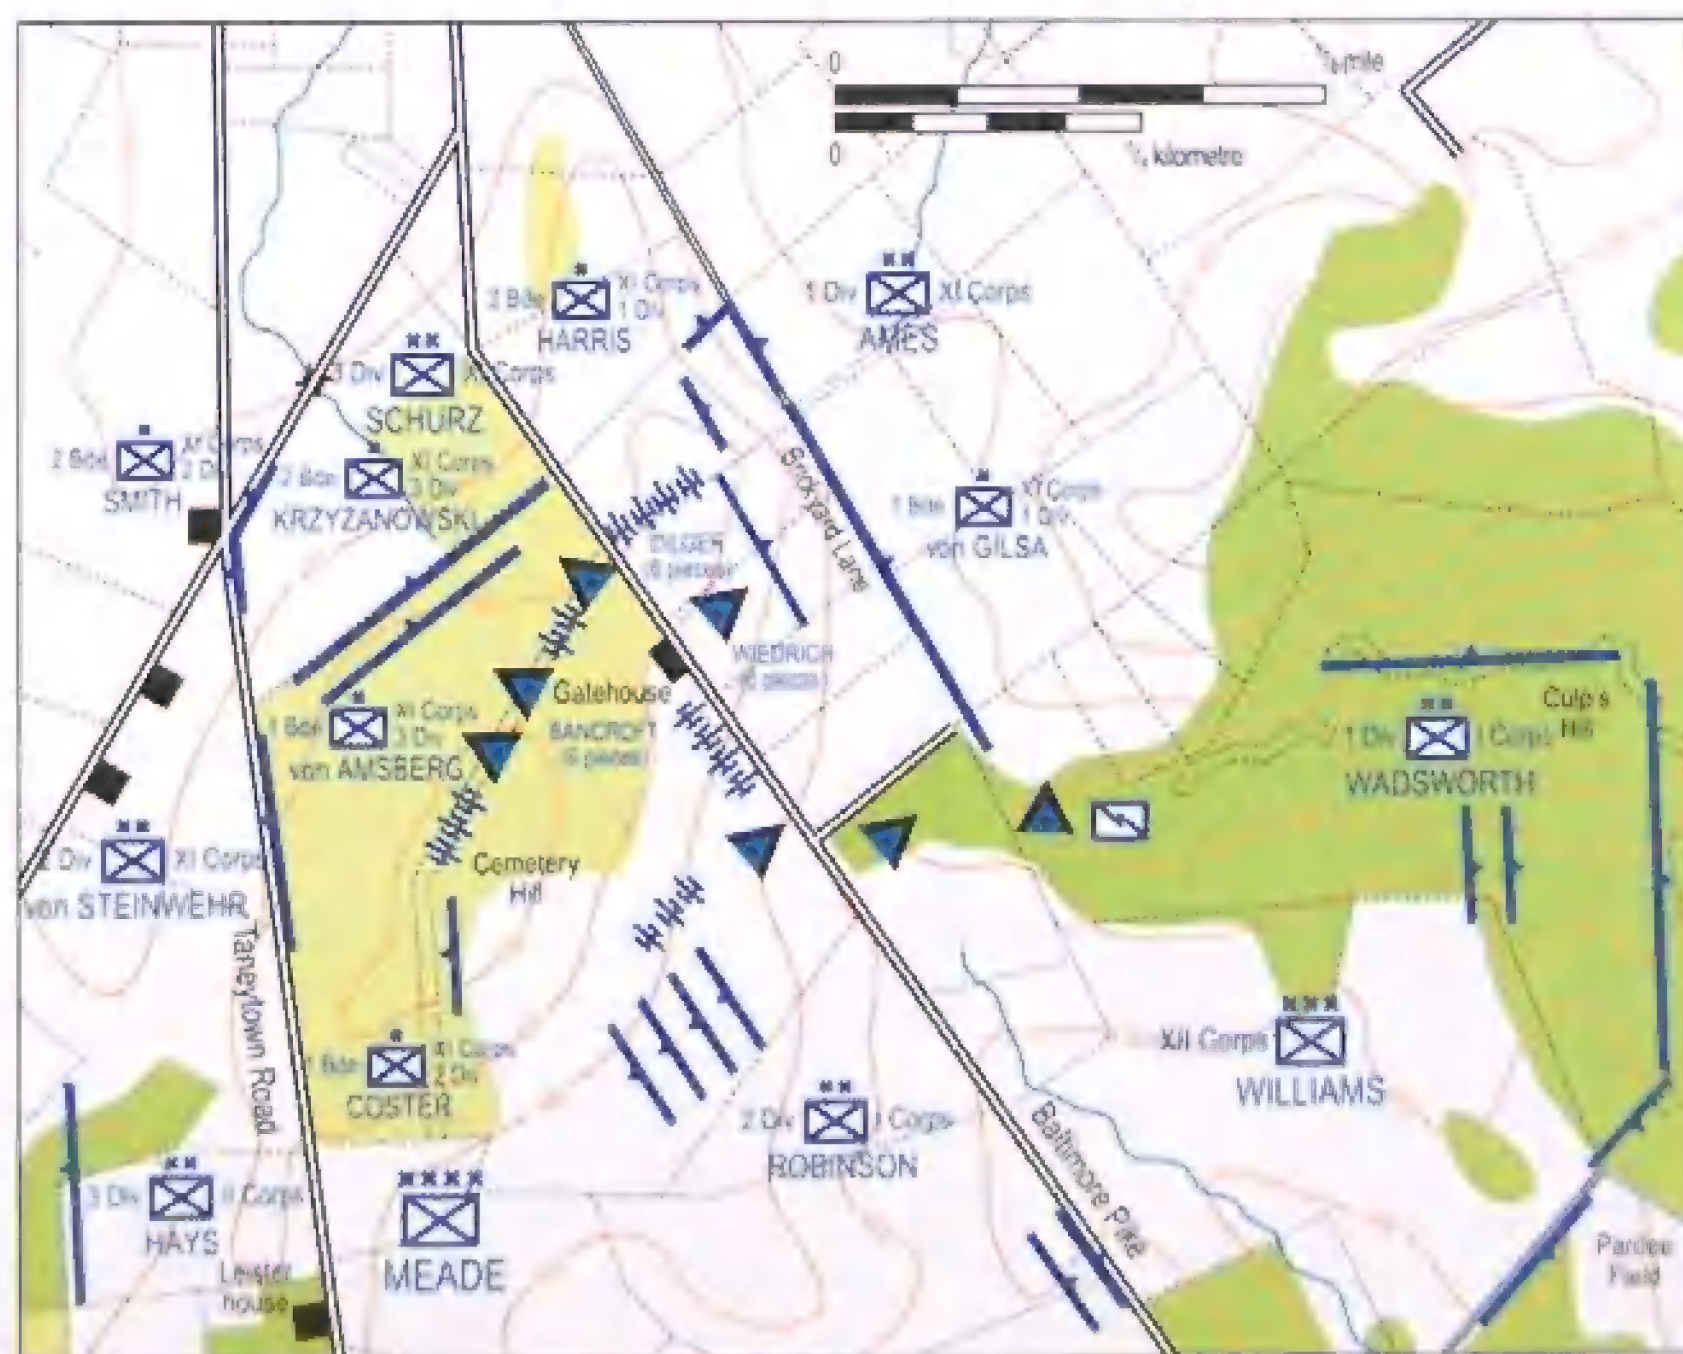 0
mile
0
kilometre
2 Bde XI Corps
1 Div
HARRIS
1 Div XI Corps
AMES
3 Div XI Corps
SCHURZ
2 Bde XI Corps
2 Div
SMITH
2 Bde XI Corps
3 Div
KRZYZANOWSKI
Brickyard Lane
1 Bde XI Corps
1 Div
von GILSA
DILGER
(6 pieces)
WIEDRICH
(6 pieces)
Gatehouse
BANCROFT
(6 pieces)
1 Bde XI Corps
3 Div
von AMSBERG
Culp's
Hill
1 Div I Corps
WADSWORTH
2 Div XI Corps
von STEINWEHR
Cemetery
Hill
Taneytown Road
1 Bde XI Corps
2 Div
COSTER
XII Corps
WILLIAMS
2 Div I Corps
ROBINSON
Baltimore Pike
3 Div II Corps
HAYS
MEADE
Leister
house
Pardee
Field